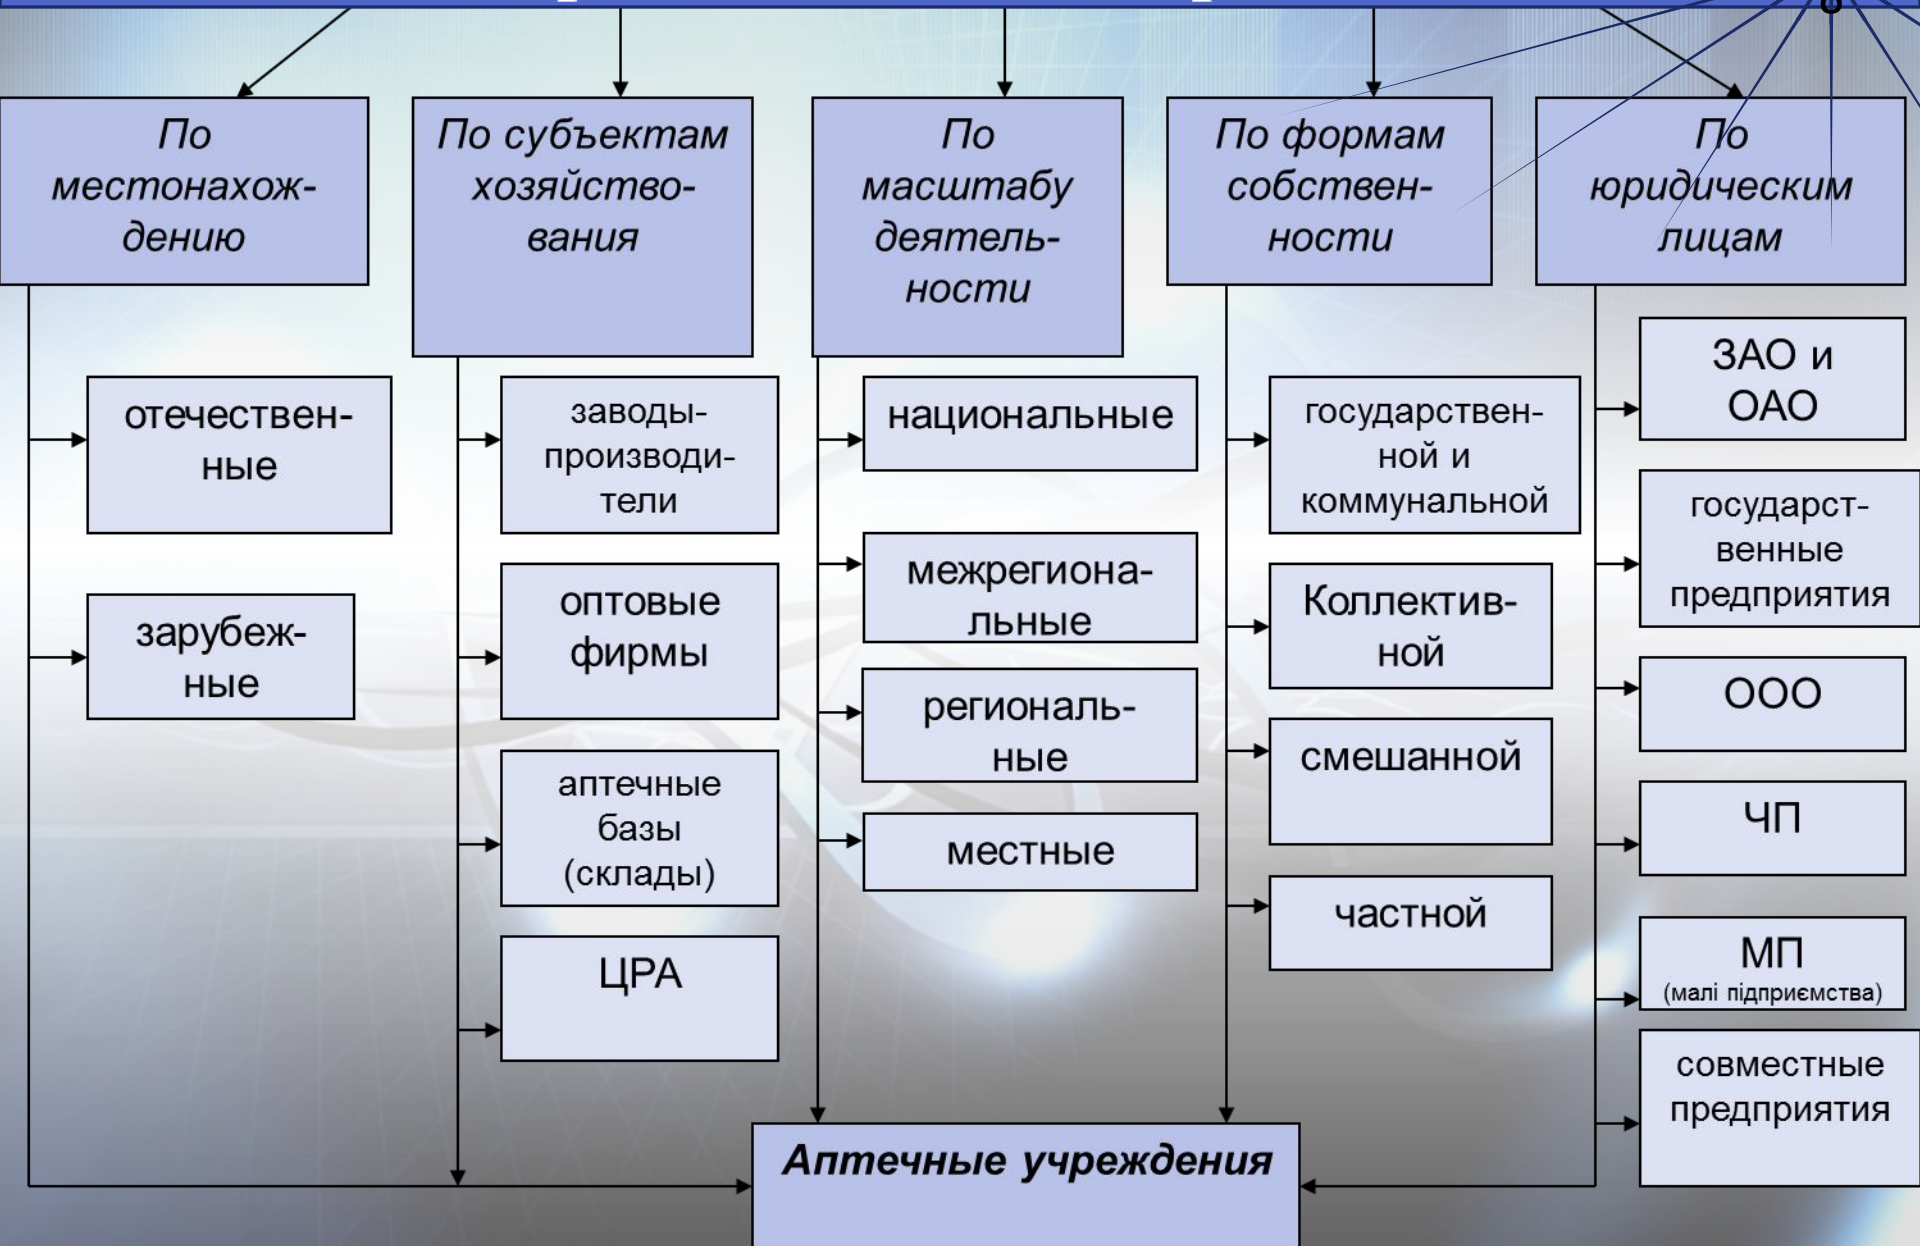 По
местонахож-
дению
отечествен-
ные
зарубеж-
ные
По субъектам
хозяйство-
вания
заводы-
производи-
тели
оптовые
фирмы
аптечные
базы
(склады)
ЦРА
По
масштабу
деятель-
ности
национальные
межрегиона-
льные
региональ-
ные
местные
По формам
собствен-
ности
государствен-
ной и
коммунальной
Коллектив-
ной
смешанной
частной
По
юридическим
лицам
ЗАО и
ОАО
государст-
венные
предприятия
ООО
ЧП
МП
(малі підприємства)
совместные
предприятия
Аптечные учреждения